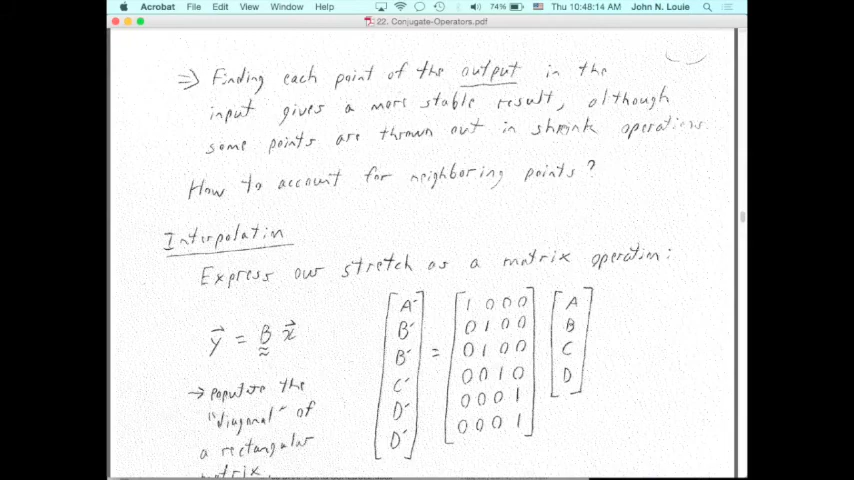 Acrobat File Edit View Window Help 74% Thu 10:48:14 AM John N. Louie
22. Conjugate-Operators.pdf
⇒ Finding each point of the output in the
input gives a more stable result, although
some points are thrown out in shrink operations.
How to account for neighboring points?
Interpolation
Express our stretch as a matrix operation:
y⃗ = B x⃗
→ Populate the
"diagonal" of
a rectangular
matrix.
[A′ B′ B′ C′ D′ D′] =
[1 0 0 0
0 1 0 0
0 1 0 0
0 0 1 0
0 0 0 1
0 0 0 1]
[A B C D]